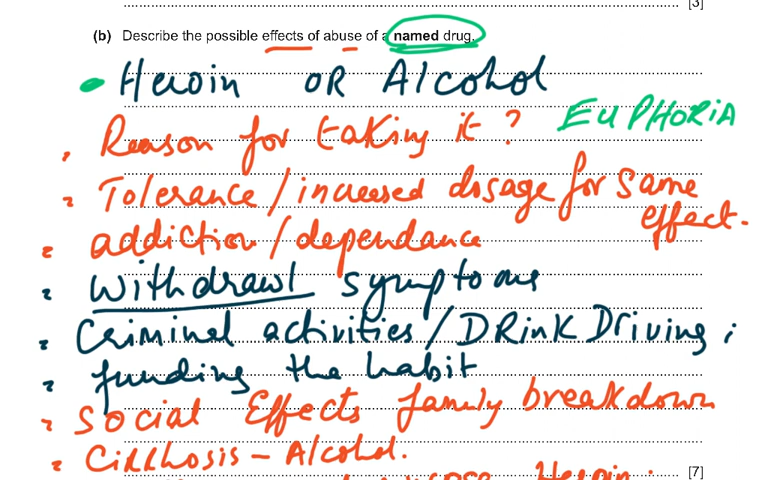 [3]
(b) Describe the possible effects of abuse of a named drug.
Heroin OR Alcohol
EUPHORIA
Reason for taking it ?
Tolerance / increased dosage for same
effect.
addiction / dependance
Withdrawl symptoms
Criminal activities / DRink DRiving ;
funding the habit
Social Effects family breakdown
CiRRhosis – Alcohol.
Heroin.
[7]